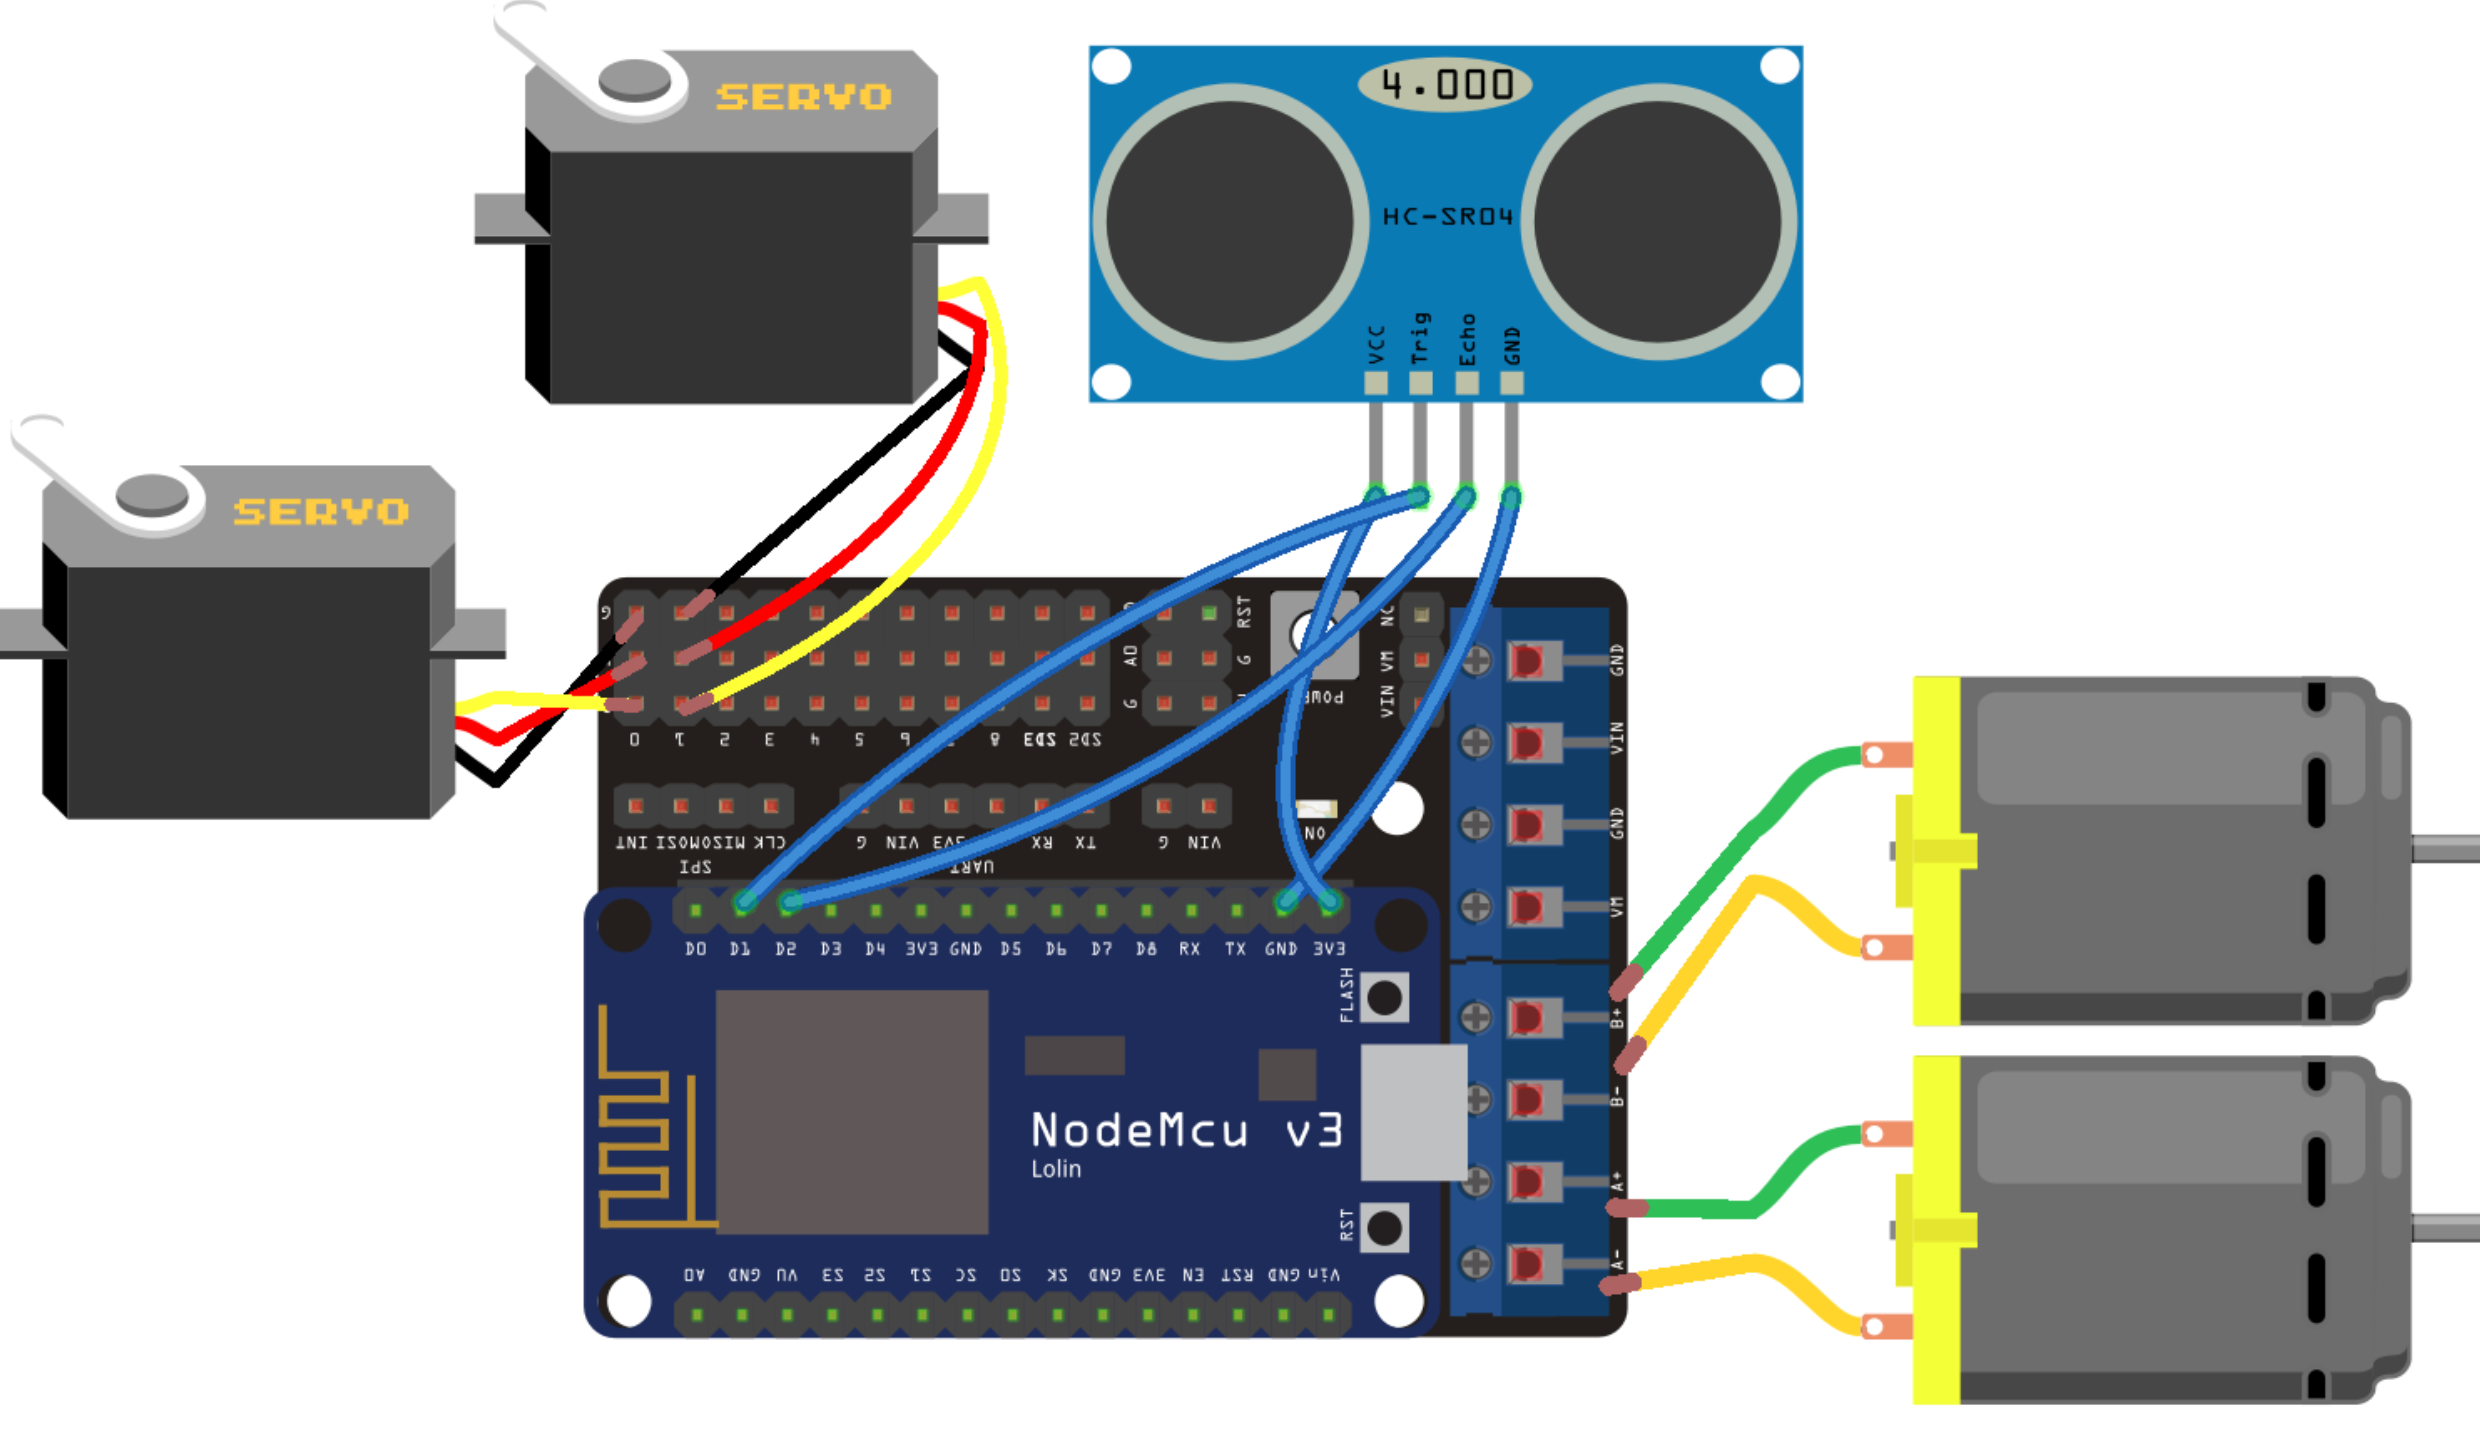 SERVO
4.000
HC-SR04
VCC Trig Echo GND
SERVO
G
RST
A0
G
G
NC
VM
VIN
POWER
0 1 2 3 4 5 6 8 SD3 SD2
ON
INT MOSI MISO CLK G VIN 3V3 RX TX G VIN
SPI UART
GND
VIN
GND
VM
B+
B-
A+
A-
D0 D1 D2 D3 D4 3V3 GND D5 D6 D7 D8 RX TX GND 3V3
FLASH
NodeMcu v3
Lolin
RST
A0 GND VU S3 S2 S1 SC S0 SK GND 3V3 EN RST GND Vin